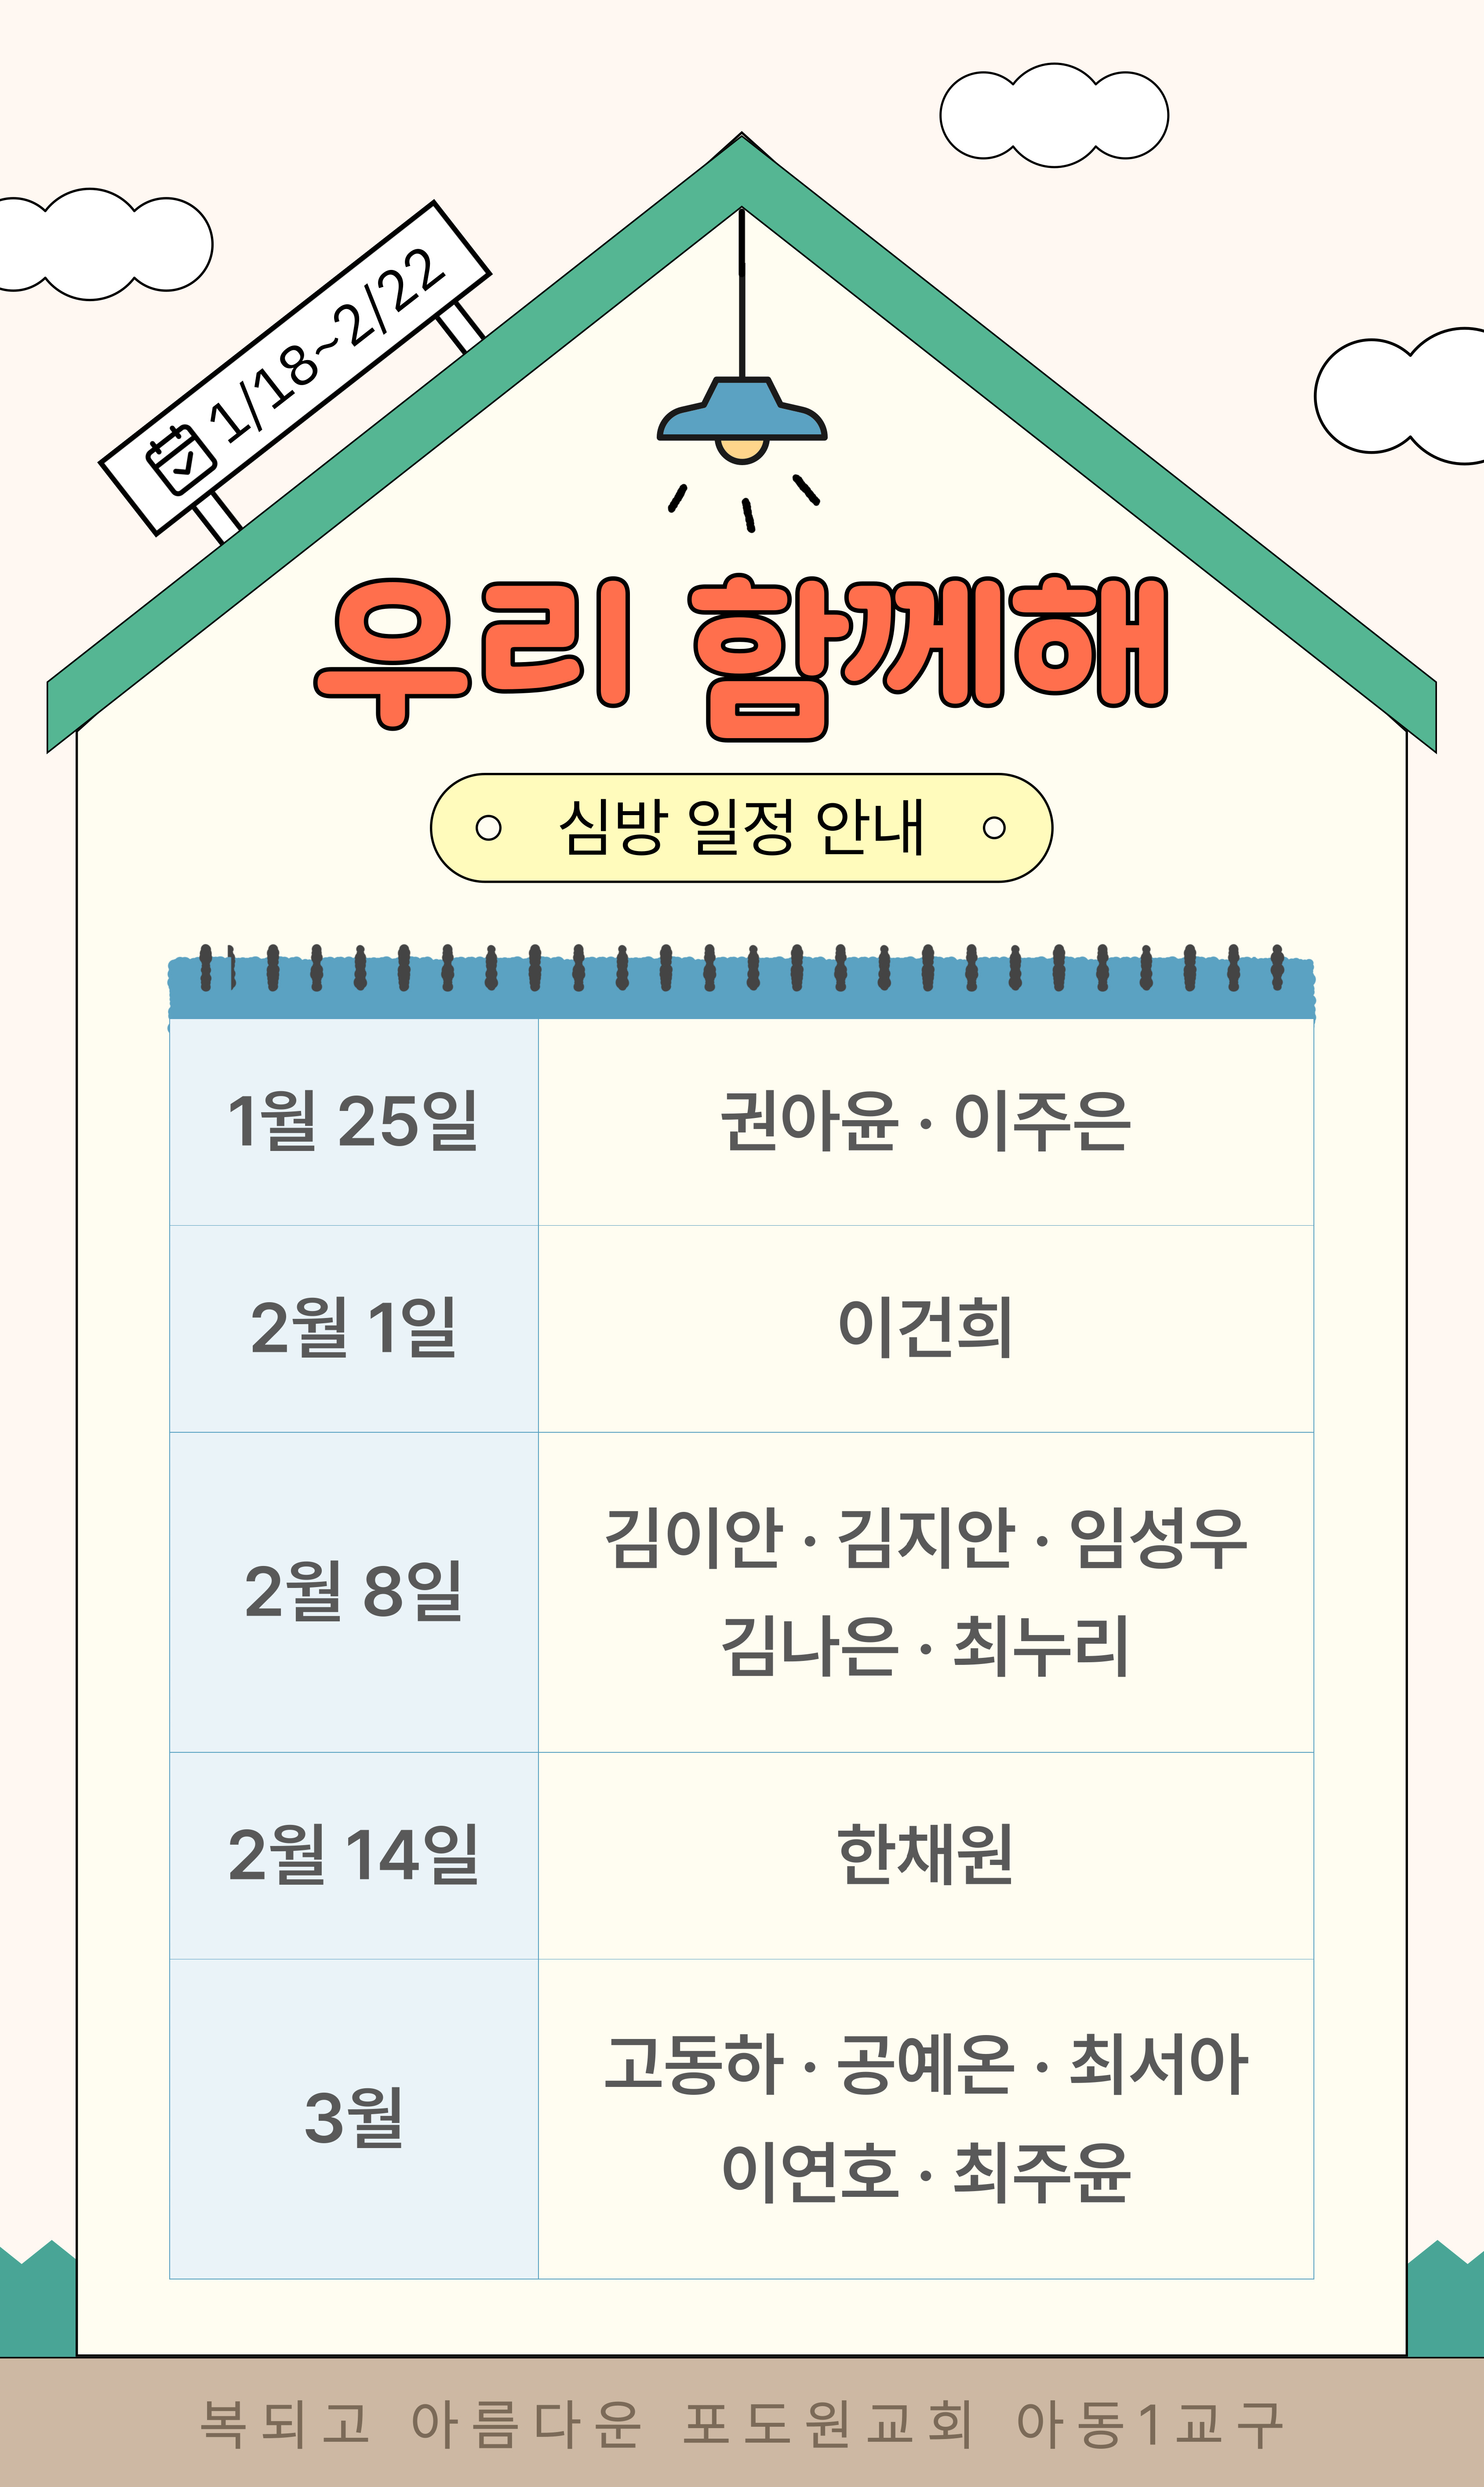 1/18~2/22
우리 함께해
심방 일정 안내
1월 25일
권아윤 · 이주은
2월 1일
이건희
2월 8일
김이안 · 김지안 · 임성우
김나은 · 최누리
2월 14일
한채원
3월
고동하 · 공예온 · 최서아
이연호 · 최주윤
복되고 아름다운 포도원교회 아동1교구